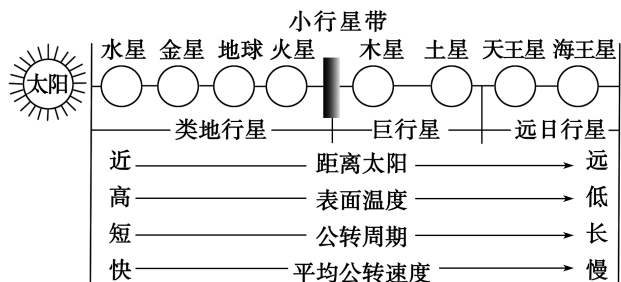 小行星带
水星 金星 地球 火星 木星 土星 天王星 海王星
太阳
类地行星 巨行星 远日行星
近 距离太阳 远
高 表面温度 低
短 公转周期 长
快 平均公转速度 慢